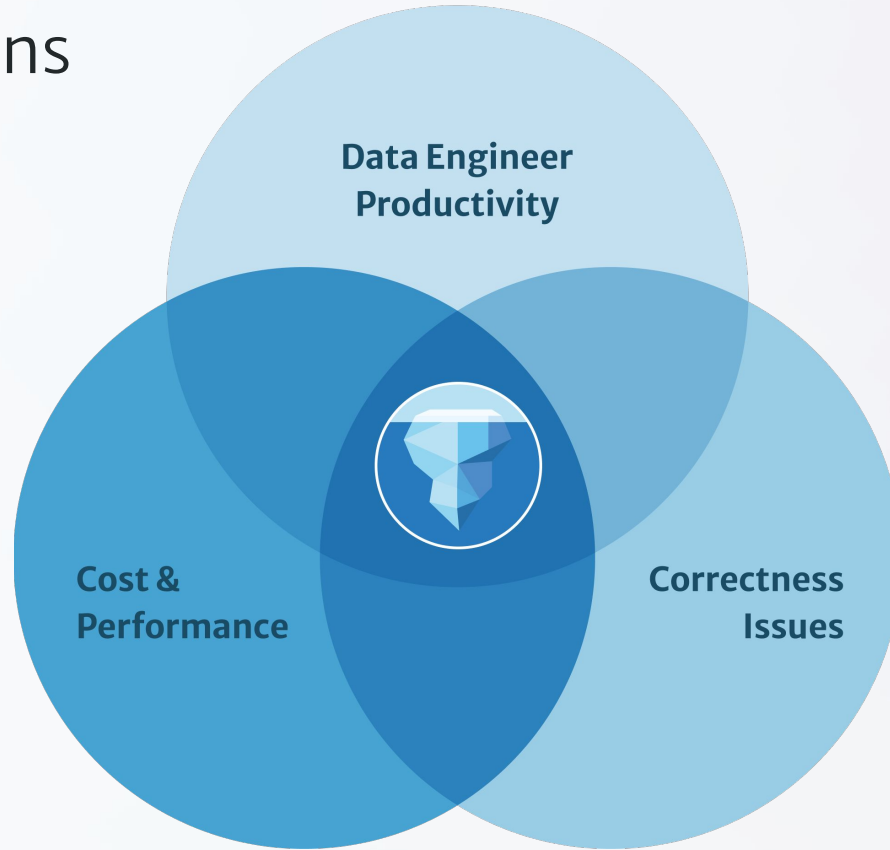 ns
Data Engineer
Productivity
Cost &
Performance
Correctness
Issues